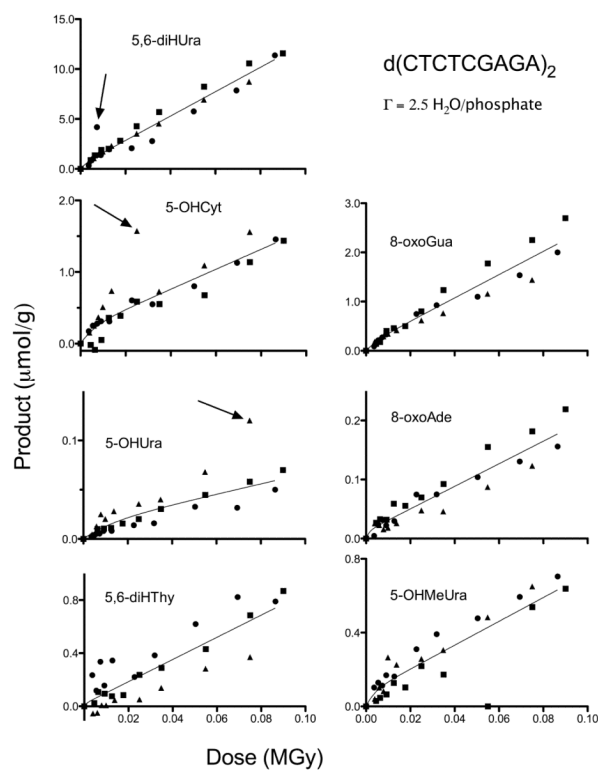 d(CTCTCGAGA)2
Γ = 2.5 H2O/phosphate
Product (μmol/g)
5,6-diHUra
15.0
10.0
5.0
0.0
5-OHCyt
2.0
1.0
0.0
8-oxoGua
3.0
2.0
1.0
0.0
5-OHUra
0.1
0.0
8-oxoAde
0.2
0.1
0.0
5,6-diHThy
0.8
0.4
0.0
0.02 0.04 0.06 0.08 0.10
5-OHMeUra
0.8
0.4
0.0
0.00 0.02 0.04 0.06 0.08 0.10
Dose (MGy)